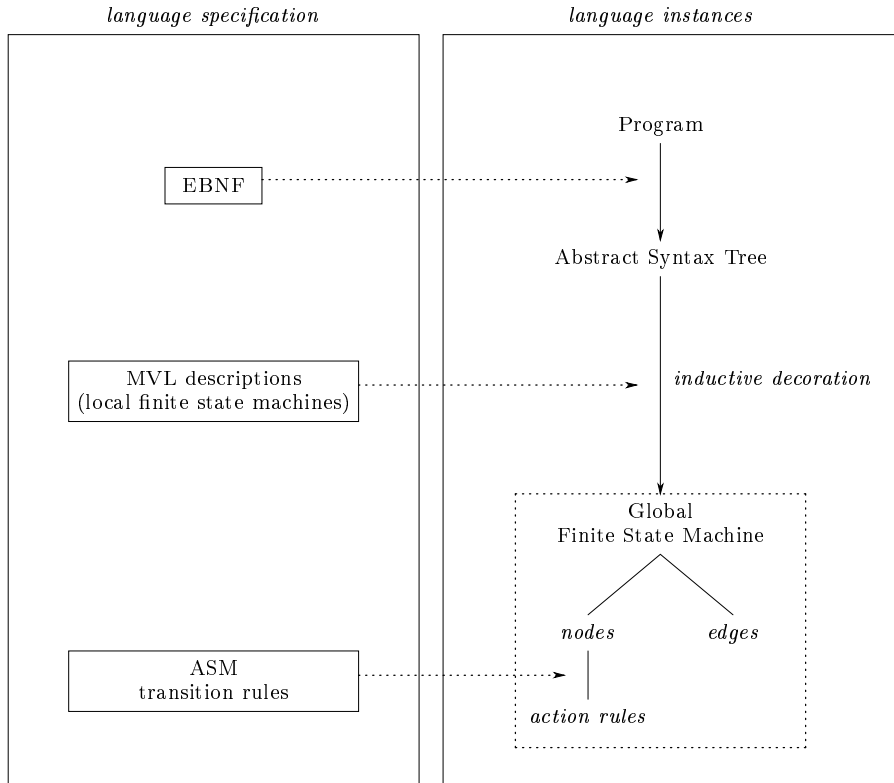 language specification
language instances
Program
EBNF
Abstract Syntax Tree
MVL descriptions
(local finite state machines)
inductive decoration
Global
Finite State Machine
nodes
edges
ASM
transition rules
action rules